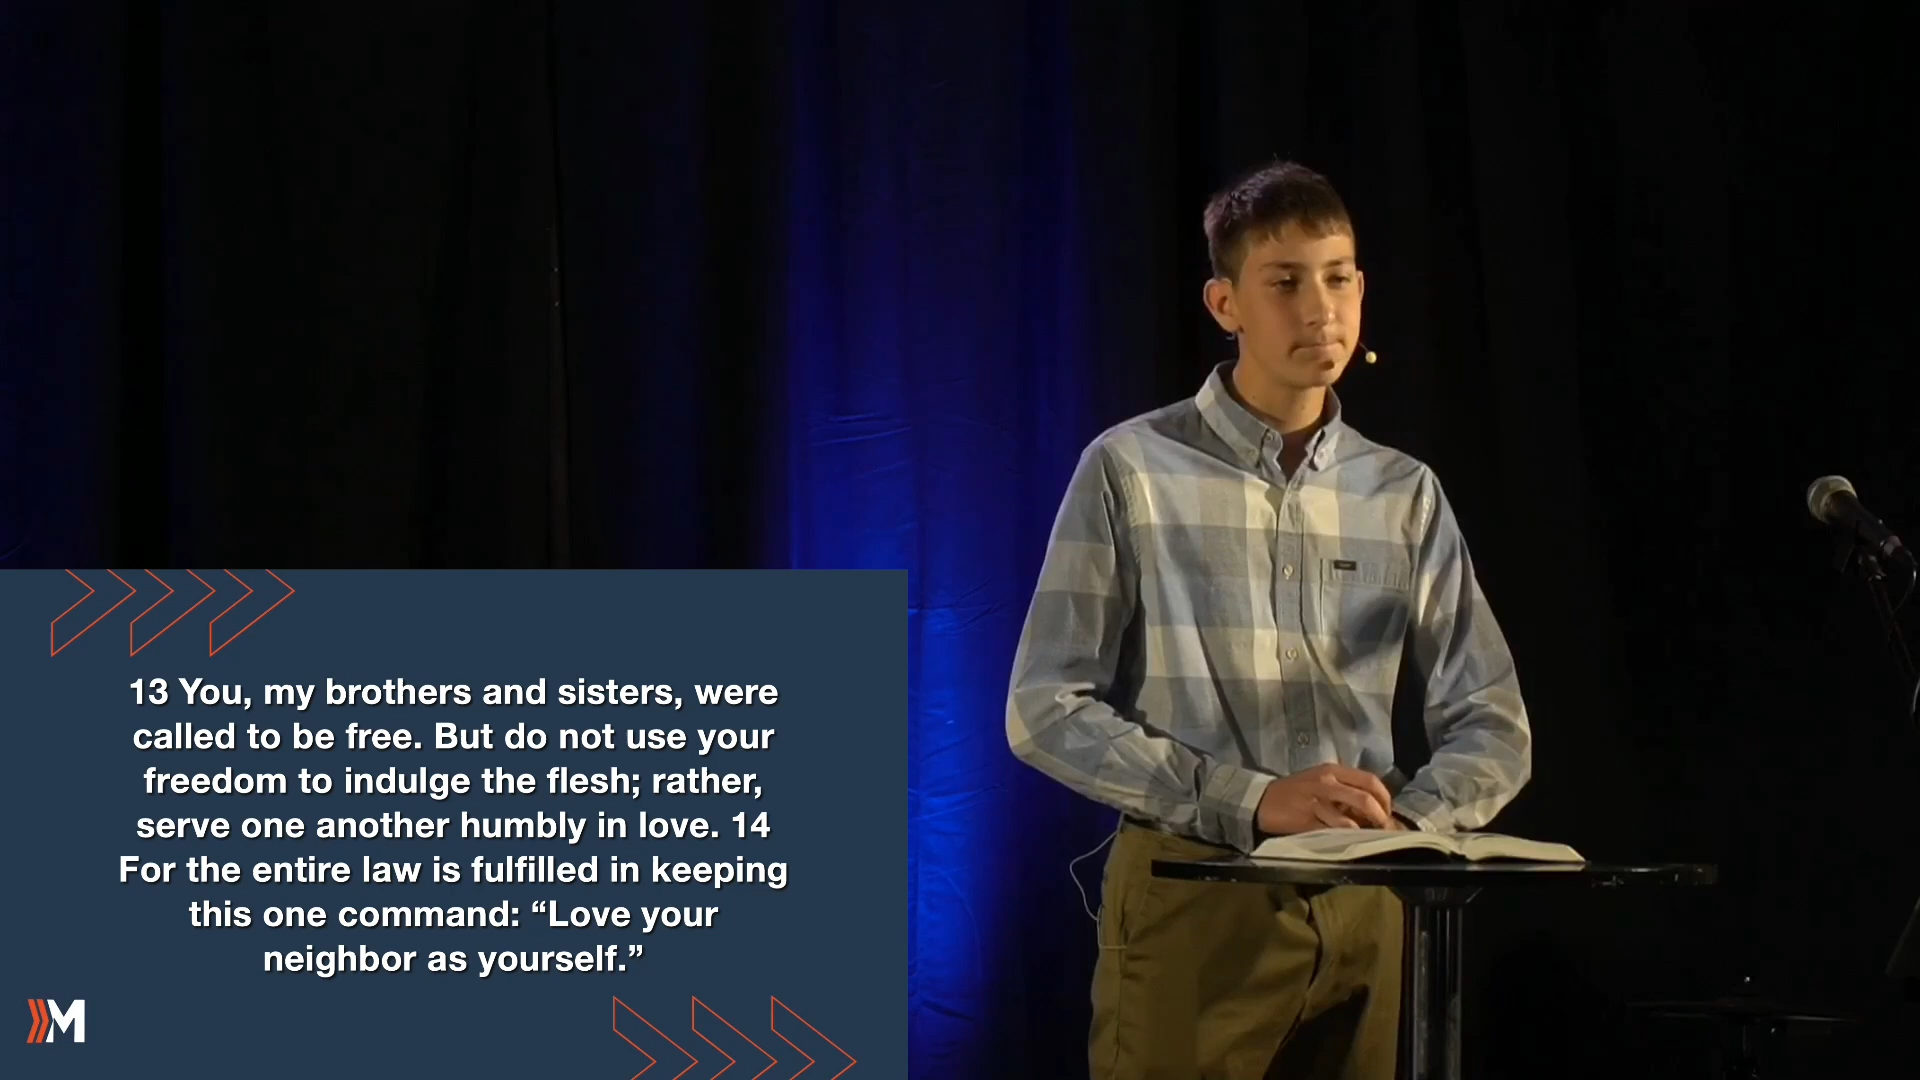 13 You, my brothers and sisters, were
called to be free. But do not use your
freedom to indulge the flesh; rather,
serve one another humbly in love. 14
For the entire law is fulfilled in keeping
this one command: “Love your
neighbor as yourself.”
M